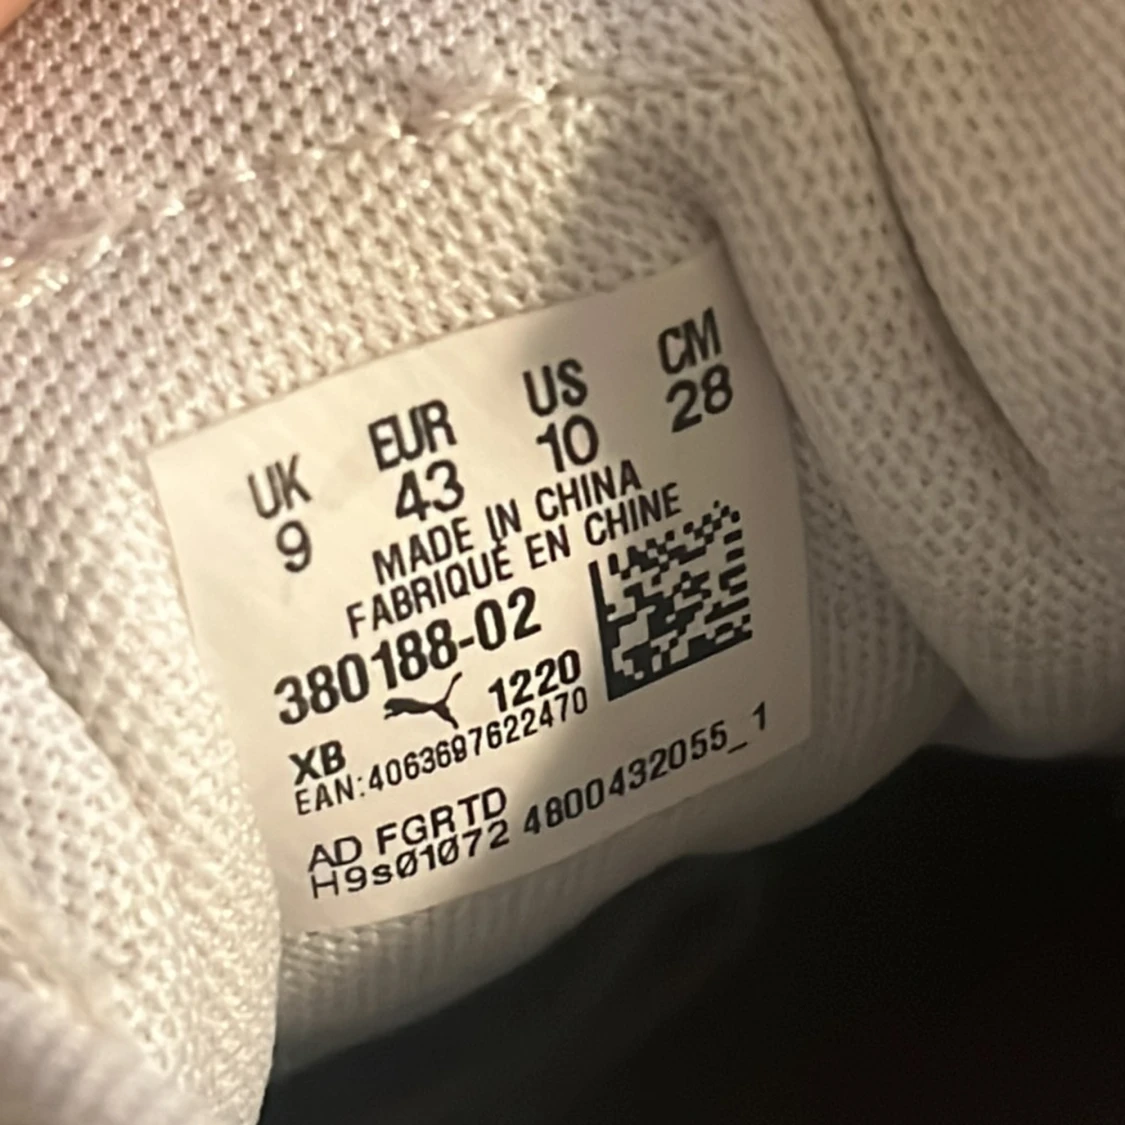 UK EUR US CM
9 43 10 28
MADE IN CHINA
FABRIQUÉ EN CHINE
380188-02
XB 1220
EAN:4063697622470
AD FGRTD
H9s01072 4800432055_1